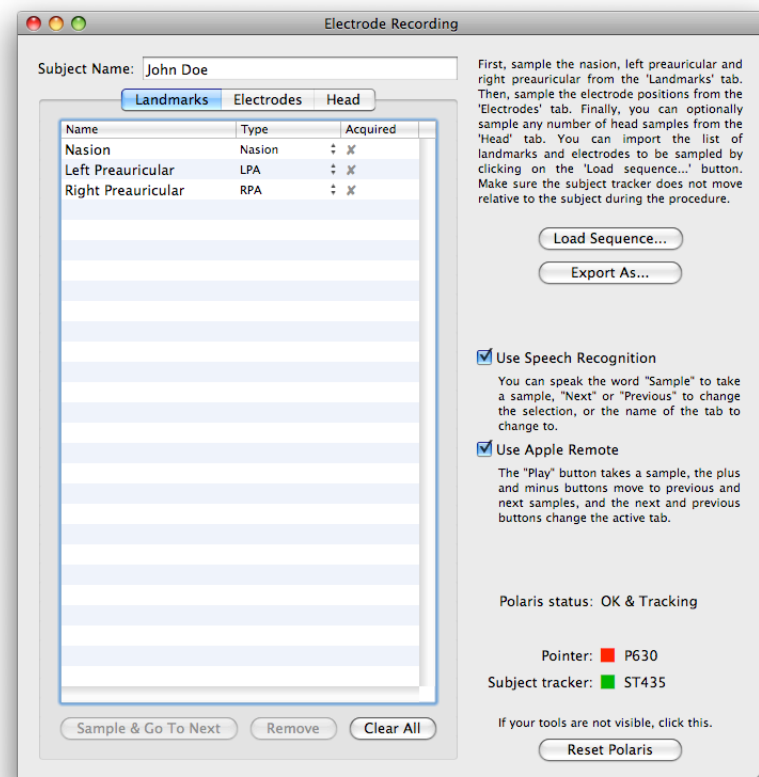 Electrode Recording
Subject Name: John Doe
Landmarks Electrodes Head
Name Type Acquired
Nasion Nasion ✘
Left Preauricular LPA ✘
Right Preauricular RPA ✘
Sample & Go To Next Remove Clear All
First, sample the nasion, left preauricular and
right preauricular from the 'Landmarks' tab.
Then, sample the electrode positions from the
'Electrodes' tab. Finally, you can optionally
sample any number of head samples from the
'Head' tab. You can import the list of
landmarks and electrodes to be sampled by
clicking on the 'Load sequence...' button.
Make sure the subject tracker does not move
relative to the subject during the procedure.
Load Sequence...
Export As...
Use Speech Recognition
You can speak the word "Sample" to take
a sample, "Next" or "Previous" to change
the selection, or the name of the tab to
change to.
Use Apple Remote
The "Play" button takes a sample, the plus
and minus buttons move to previous and
next samples, and the next and previous
buttons change the active tab.
Polaris status: OK & Tracking
Pointer: P630
Subject tracker: ST435
If your tools are not visible, click this.
Reset Polaris